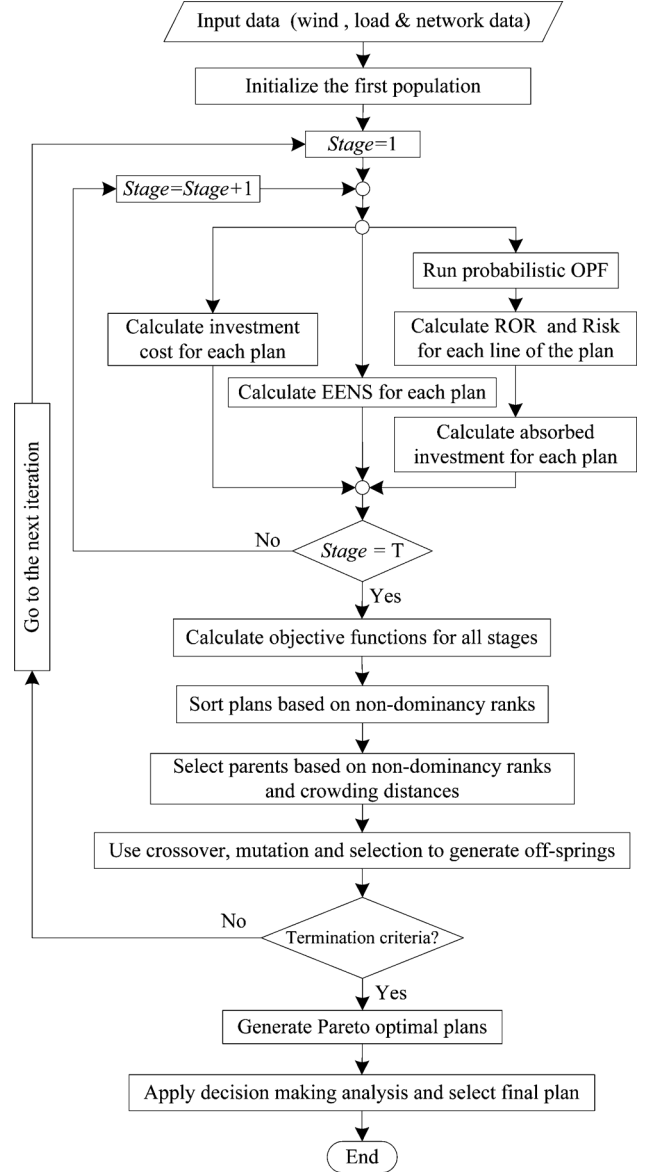 Input data (wind , load & network data)
Initialize the first population
Stage=1
Stage=Stage+1
Run probabilistic OPF
Calculate investment
cost for each plan
Calculate ROR and Risk
for each line of the plan
Calculate EENS for each plan
Calculate absorbed
investment for each plan
Go to the next iteration
No
Stage = T
Yes
Calculate objective functions for all stages
Sort plans based on non-dominancy ranks
Select parents based on non-dominancy ranks
and crowding distances
Use crossover, mutation and selection to generate off-springs
No
Termination criteria?
Yes
Generate Pareto optimal plans
Apply decision making analysis and select final plan
End